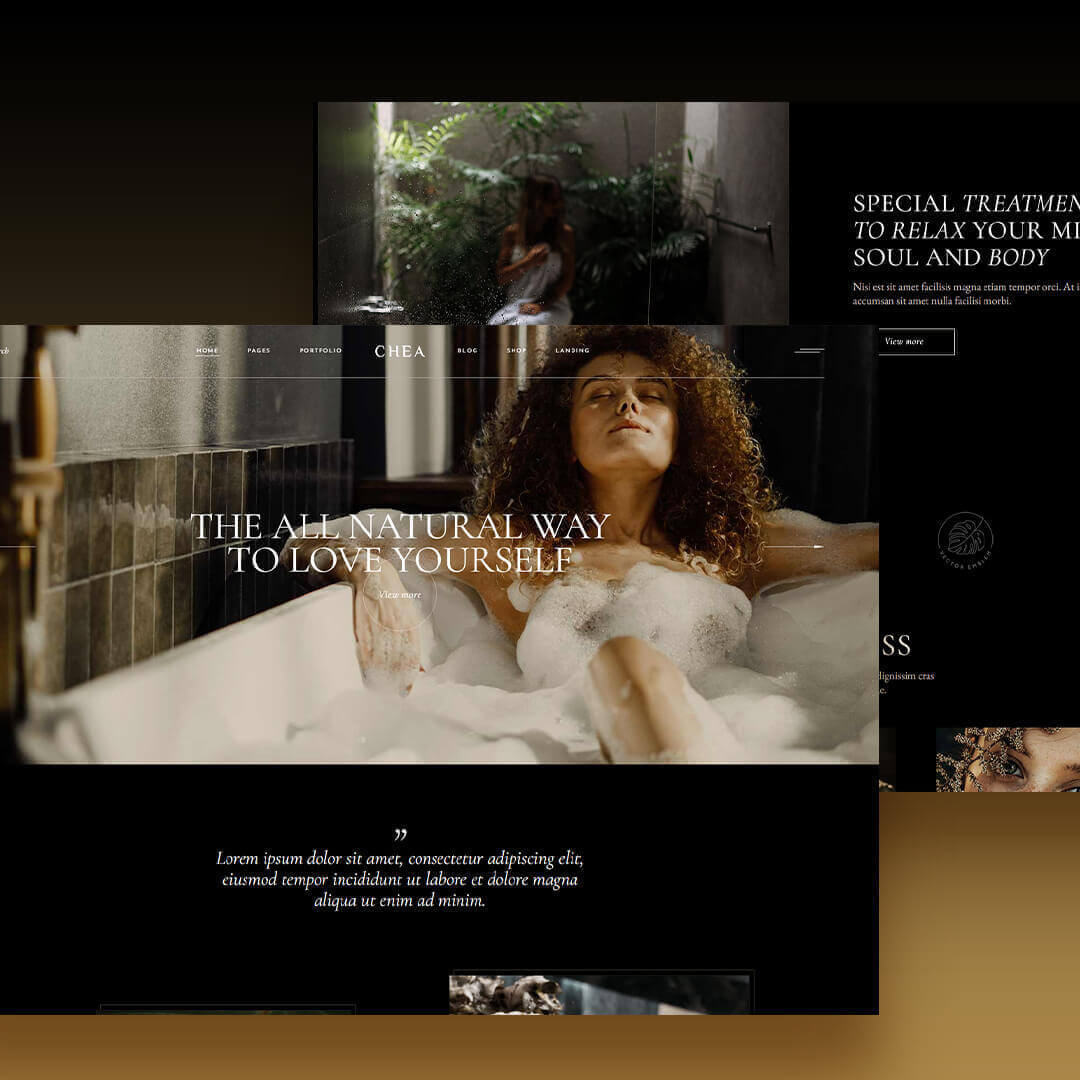 SPECIAL TREATMEN
TO RELAX YOUR MI
SOUL AND BODY
Nisi est sit amet facilisis magna etiam tempor orci. At i
accumsan sit amet nulla facilisi morbi.
View more
rch
HOME PAGES PORTFOLIO CHEA BLOG SHOP LANDING
THE ALL NATURAL WAY
TO LOVE YOURSELF
View more
VECTOR EMBLEM
SS
dignissim cras
e.
”
Lorem ipsum dolor sit amet, consectetur adipiscing elit,
eiusmod tempor incididunt ut labore et dolore magna
aliqua ut enim ad minim.